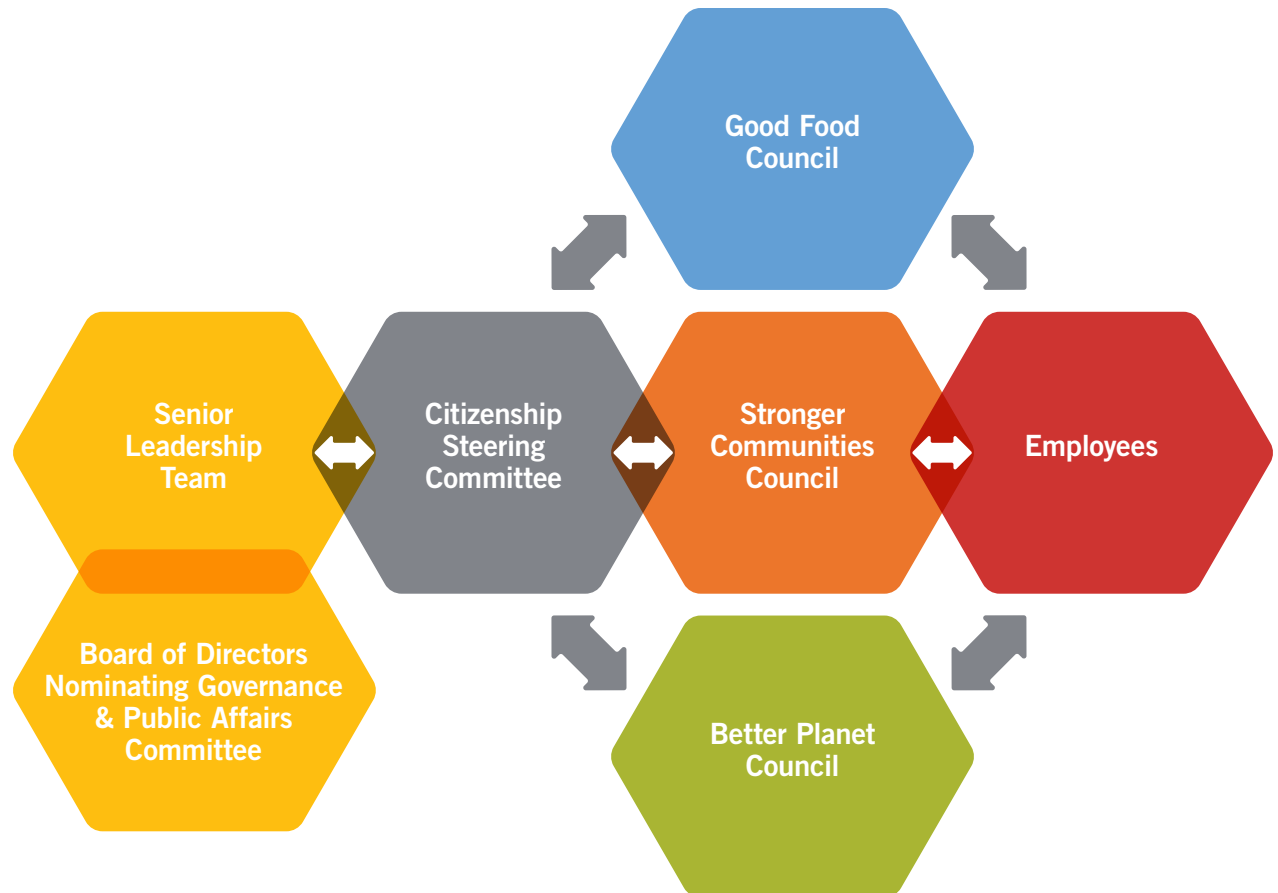 Good Food
Council
Senior
Leadership
Team
Citizenship
Steering
Committee
Stronger
Communities
Council
Employees
Board of Directors
Nominating Governance
& Public Affairs
Committee
Better Planet
Council